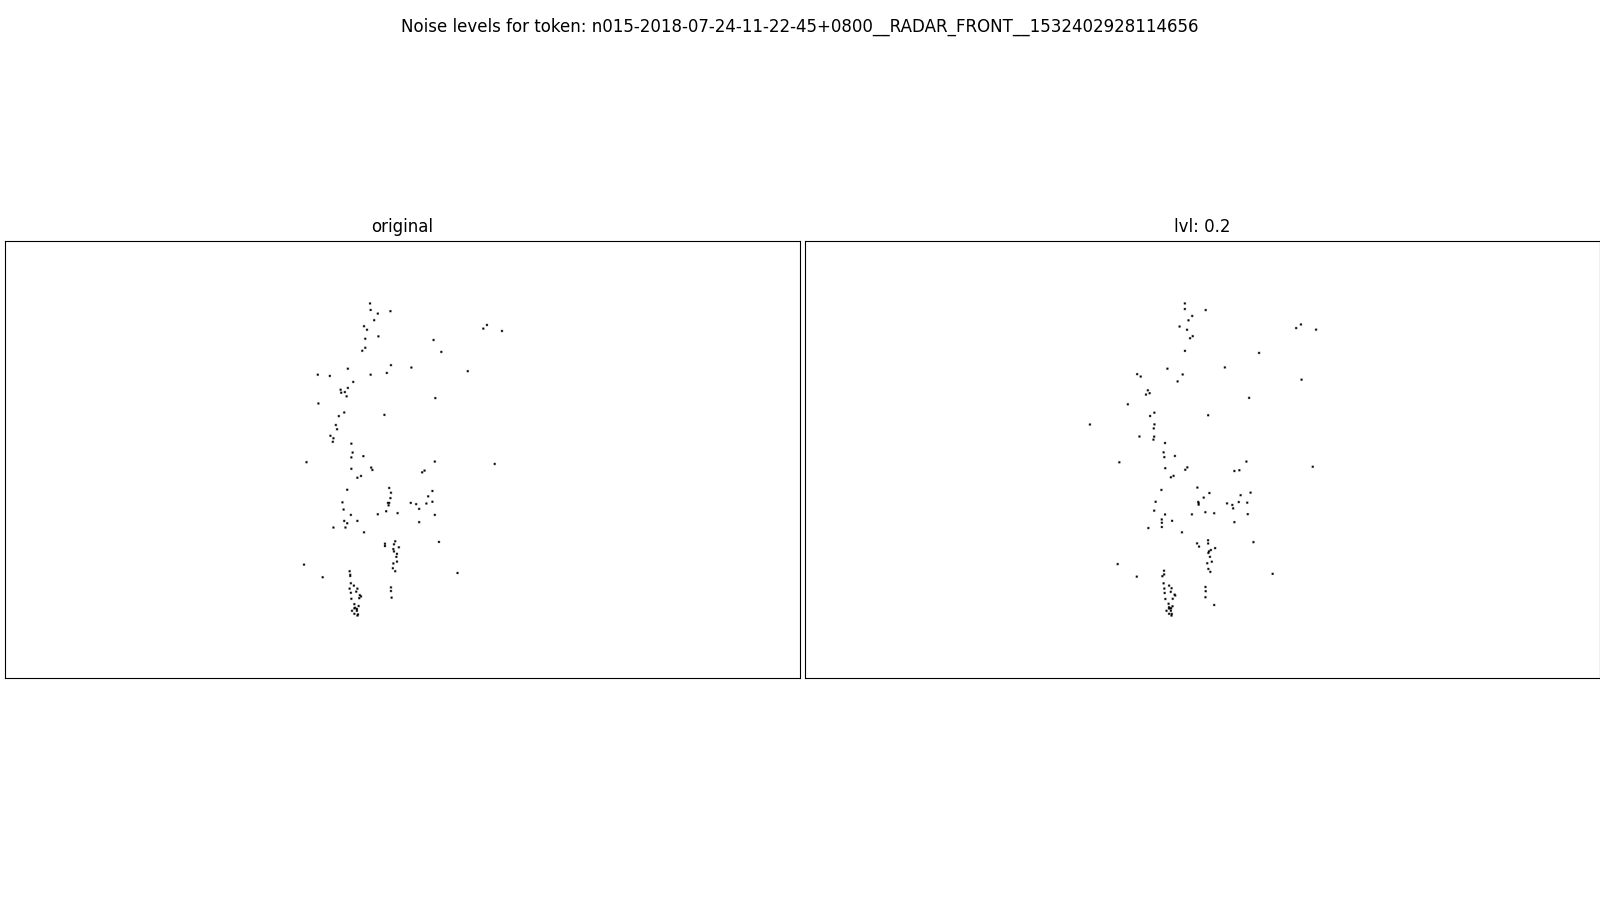 Noise levels for token: n015-2018-07-24-11-22-45+0800__RADAR_FRONT__1532402928114656
original
lvl: 0.2